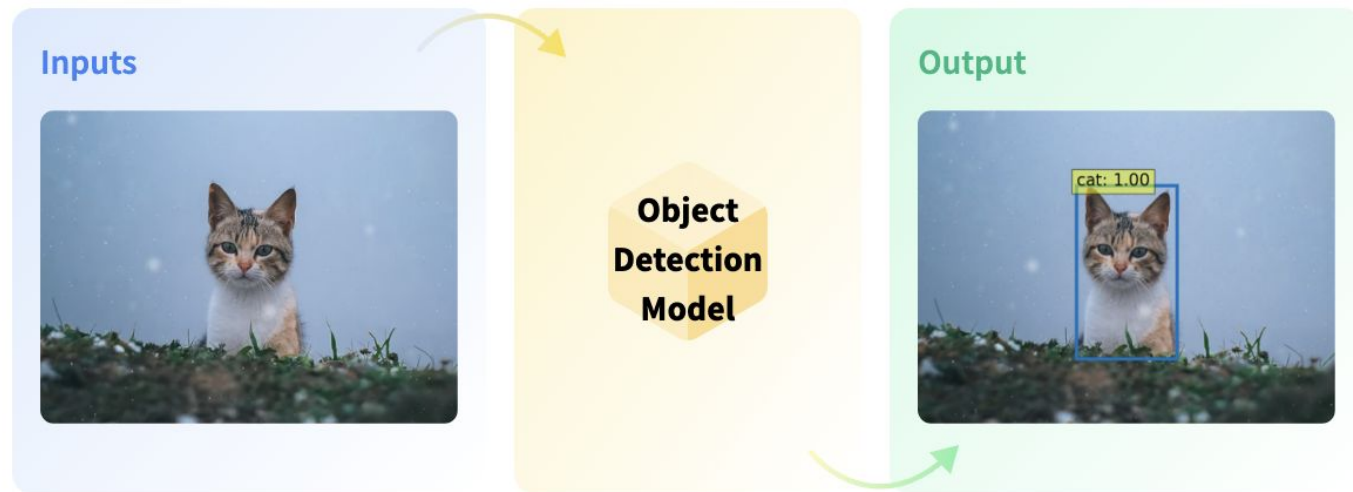 Inputs
Object
Detection
Model
Output
cat: 1.00